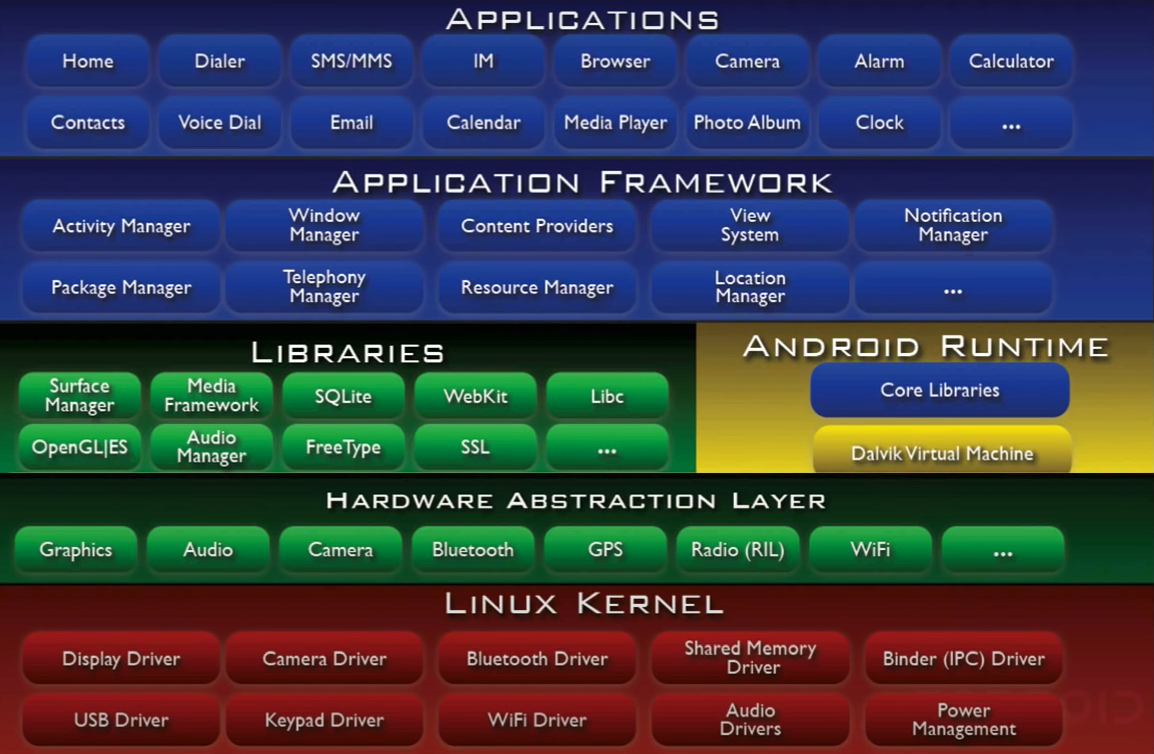 APPLICATIONS
Home Dialer SMS/MMS IM Browser Camera Alarm Calculator
Contacts Voice Dial Email Calendar Media Player Photo Album Clock ...
APPLICATION FRAMEWORK
Activity Manager Window Manager Content Providers View System Notification Manager
Package Manager Telephony Manager Resource Manager Location Manager ...
LIBRARIES
Surface Manager Media Framework SQLite WebKit Libc
OpenGL|ES Audio Manager FreeType SSL ...
ANDROID RUNTIME
Core Libraries
Dalvik Virtual Machine
HARDWARE ABSTRACTION LAYER
Graphics Audio Camera Bluetooth GPS Radio (RIL) WiFi ...
LINUX KERNEL
Display Driver Camera Driver Bluetooth Driver Shared Memory Driver Binder (IPC) Driver
USB Driver Keypad Driver WiFi Driver Audio Drivers Power Management